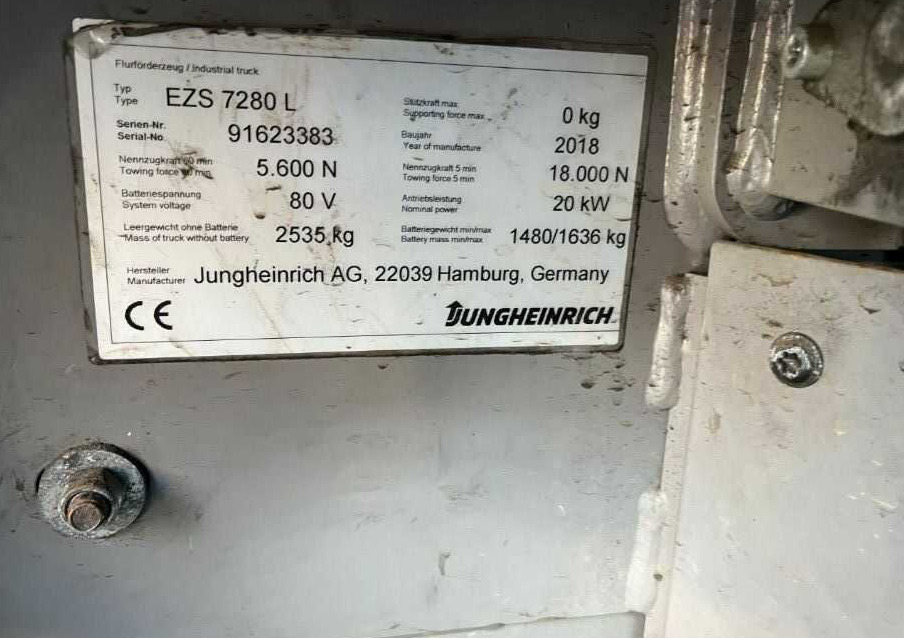 Flurförderzeug / Industrial truck
Typ
Type EZS 7280 L
Serien-Nr.
Serial-No. 91623383
Nennzugkraft 60 min
Towing force 60 min. 5.600 N
Batteriespannung
System voltage 80 V
Leergewicht ohne Batterie
Mass of truck without battery 2535 kg
Stützkraft max
Supporting force max. 0 kg
Baujahr
Year of manufacture 2018
Nennzugkraft 5 min
Towing force 5 min 18.000 N
Antriebsleistung
Nominal power 20 kW
Batteriegewicht min/max
Battery mass min/max 1480/1636 kg
Hersteller
Manufacturer Jungheinrich AG, 22039 Hamburg, Germany
CE
JUNGHEINRICH